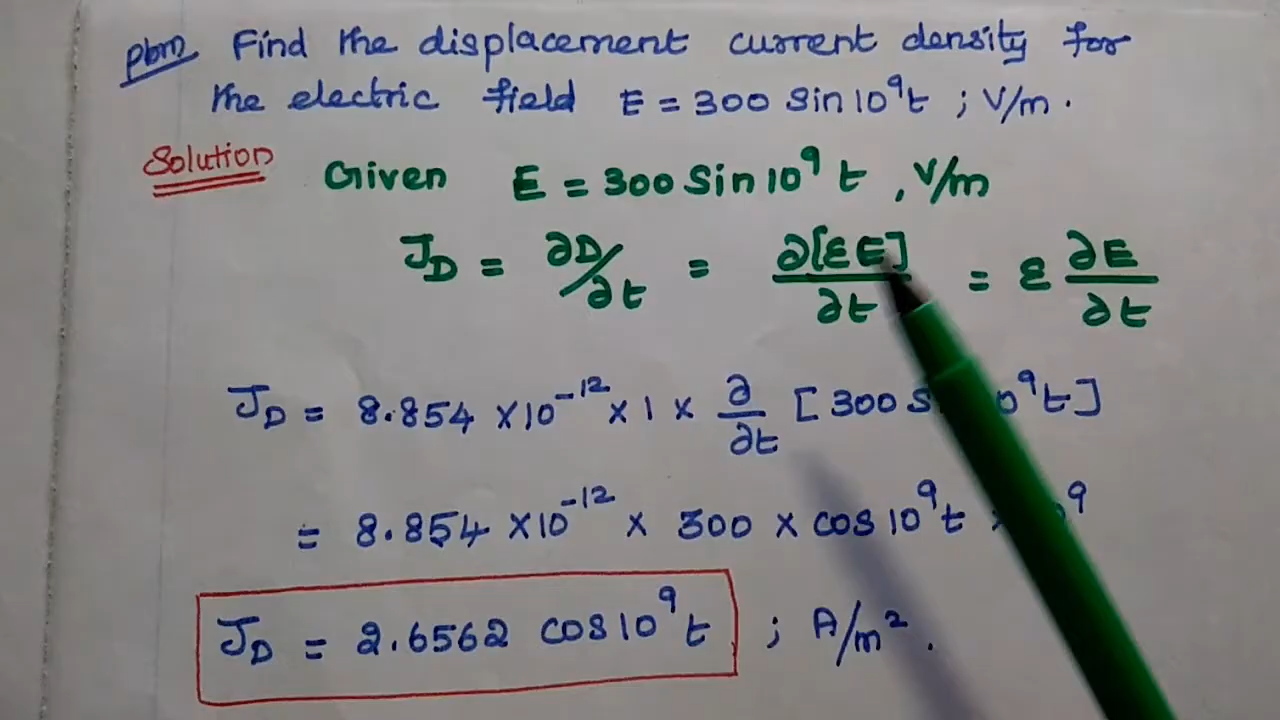 pbm Find the displacement current density for
the electric field E = 300 sin 10⁹t ; V/m.
Solution Given E = 300 Sin 10⁹ t , V/m
J_D = ∂D/∂t = ∂[εE]/∂t = ε ∂E/∂t
J_D = 8.854 × 10⁻¹² × 1 × ∂/∂t [300 0⁹t]
= 8.854 × 10⁻¹² × 300 × cos 10⁹t 9
J_D = 2.6562 cos 10⁹t ; A/m².